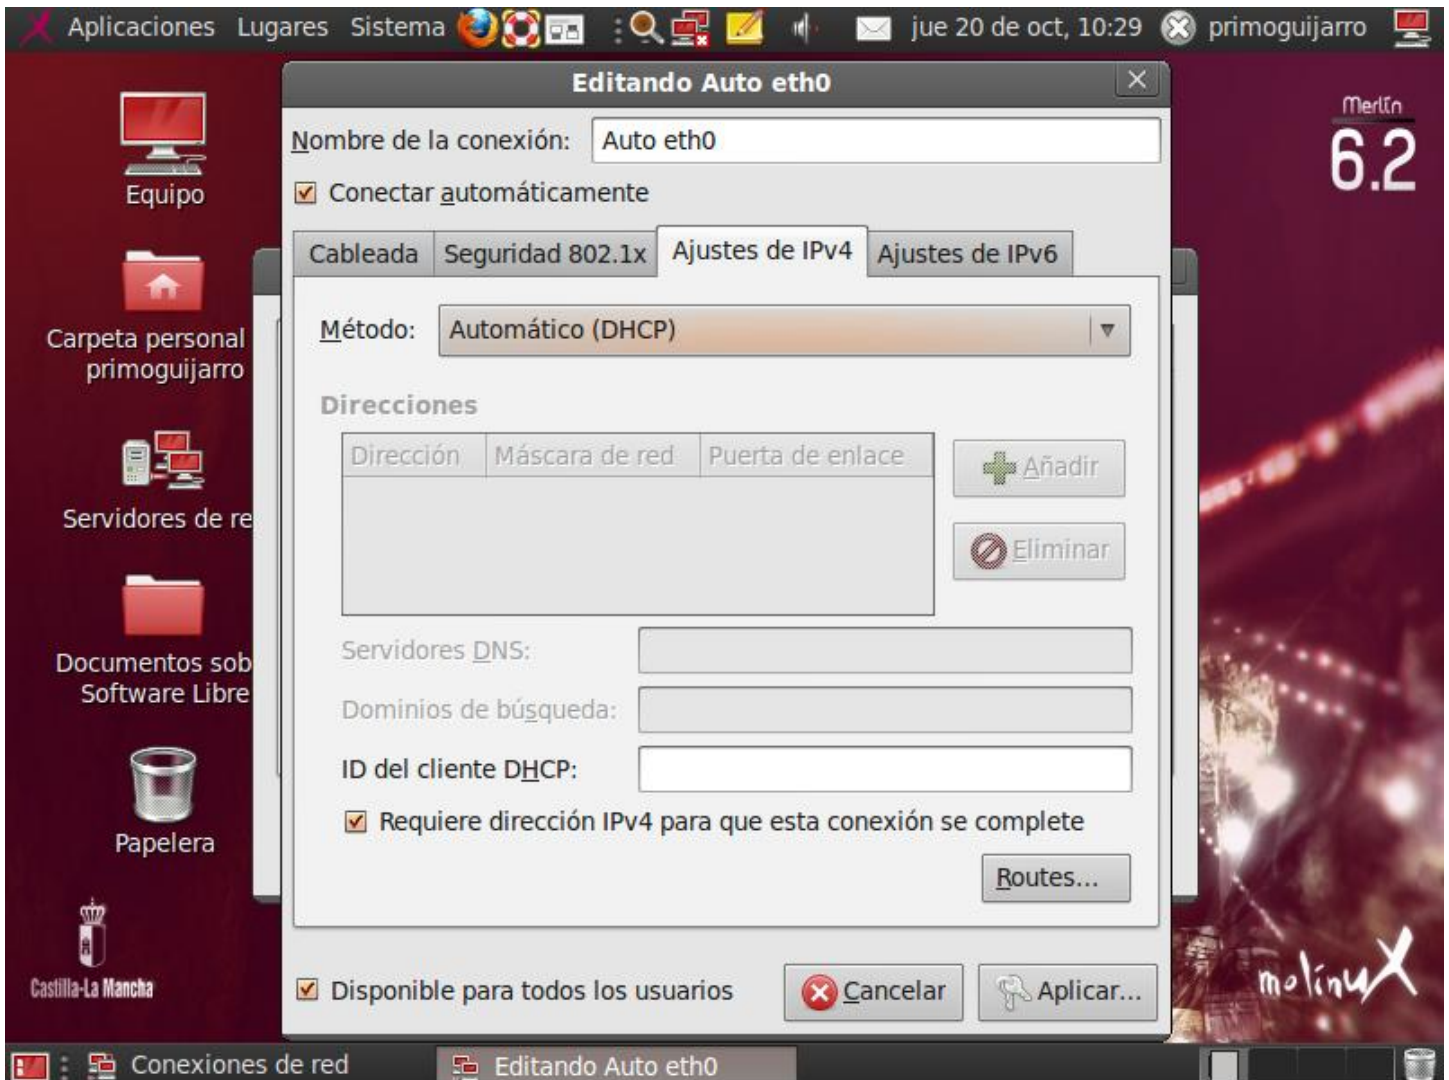 Aplicaciones Lugares Sistema jue 20 de oct, 10:29 primoguijarro
Editando Auto eth0
Nombre de la conexión: Auto eth0
Conectar automáticamente
Cableada Seguridad 802.1x Ajustes de IPv4 Ajustes de IPv6
Método: Automático (DHCP)
Direcciones
Dirección Máscara de red Puerta de enlace
Añadir
Eliminar
Servidores DNS:
Dominios de búsqueda:
ID del cliente DHCP:
Requiere dirección IPv4 para que esta conexión se complete
Routes...
Disponible para todos los usuarios Cancelar Aplicar...
Equipo
Carpeta personal
primoguijarro
Servidores de re
Documentos sob
Software Libre
Papelera
Castilla-La Mancha
Merlín
6.2
molinux
Conexiones de red Editando Auto eth0